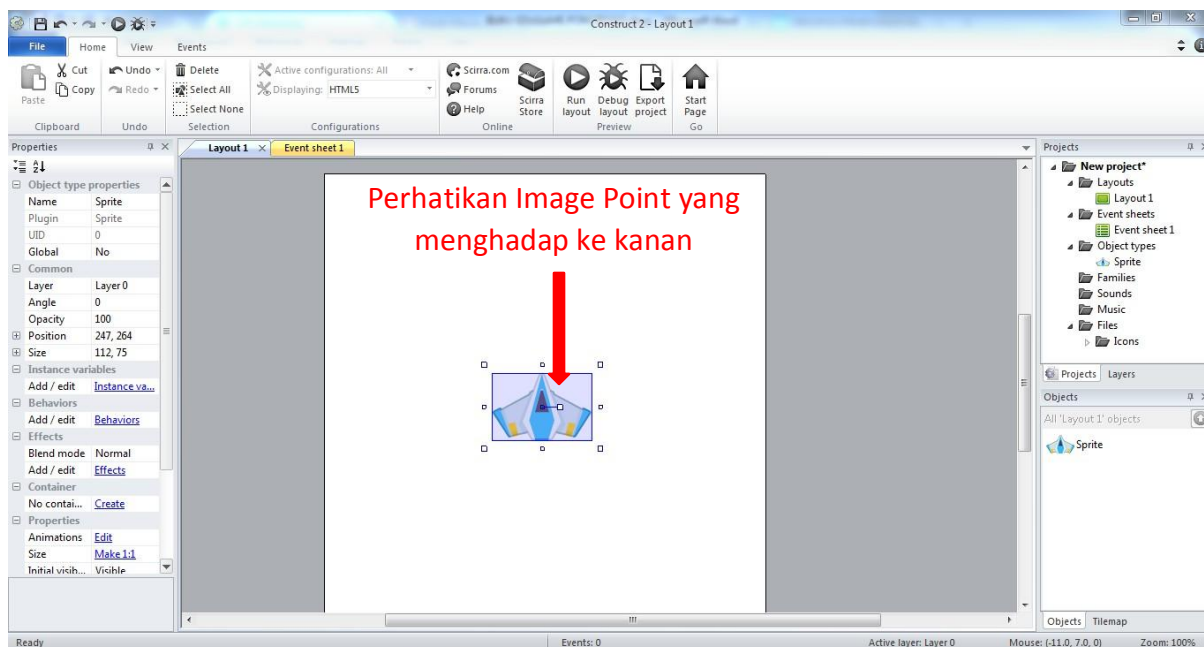 Construct 2 - Layout 1
File Home View Events
Paste
Cut
Copy
Clipboard
Undo
Redo
Undo
Delete
Select All
Select None
Selection
Active configurations: All
Displaying: HTML5
Configurations
Scirra.com
Forums
Help
Scirra Store
Online
Run layout
Debug layout
Export project
Preview
Start Page
Go
Properties
Object type properties
Name Sprite
Plugin Sprite
UID 0
Global No
Common
Layer Layer 0
Angle 0
Opacity 100
Position 247, 264
Size 112, 75
Instance variables
Add / edit Instance va...
Behaviors
Add / edit Behaviors
Effects
Blend mode Normal
Add / edit Effects
Container
No contai... Create
Properties
Animations Edit
Size Make 1:1
Initial visib... Visible
Layout 1 Event sheet 1
Perhatikan Image Point yang
menghadap ke kanan
Projects
New project*
Layouts
Layout 1
Event sheets
Event sheet 1
Object types
Sprite
Families
Sounds
Music
Files
Icons
Projects Layers
Objects
All 'Layout 1' objects
Sprite
Objects Tilemap
Ready Events: 0 Active layer: Layer 0 Mouse: (-11.0, 7.0, 0) Zoom: 100%